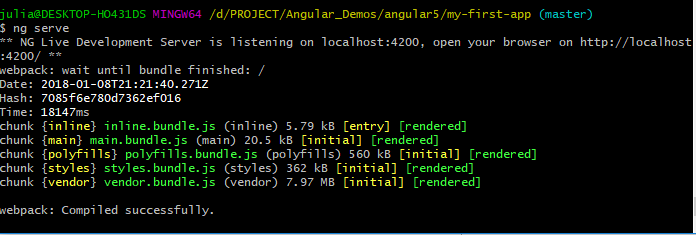 julia@DESKTOP-HO431DS MINGW64 /d/PROJECT/Angular_Demos/angular5/my-first-app (master)
$ ng serve
** NG Live Development Server is listening on localhost:4200, open your browser on http://localhost
:4200/ **
webpack: wait until bundle finished: /
Date: 2018-01-08T21:21:40.271Z
Hash: 7085f6e780d7362ef016
Time: 18147ms
chunk {inline} inline.bundle.js (inline) 5.79 kB [entry] [rendered]
chunk {main} main.bundle.js (main) 20.5 kB [initial] [rendered]
chunk {polyfills} polyfills.bundle.js (polyfills) 560 kB [initial] [rendered]
chunk {styles} styles.bundle.js (styles) 362 kB [initial] [rendered]
chunk {vendor} vendor.bundle.js (vendor) 7.97 MB [initial] [rendered]
webpack: Compiled successfully.